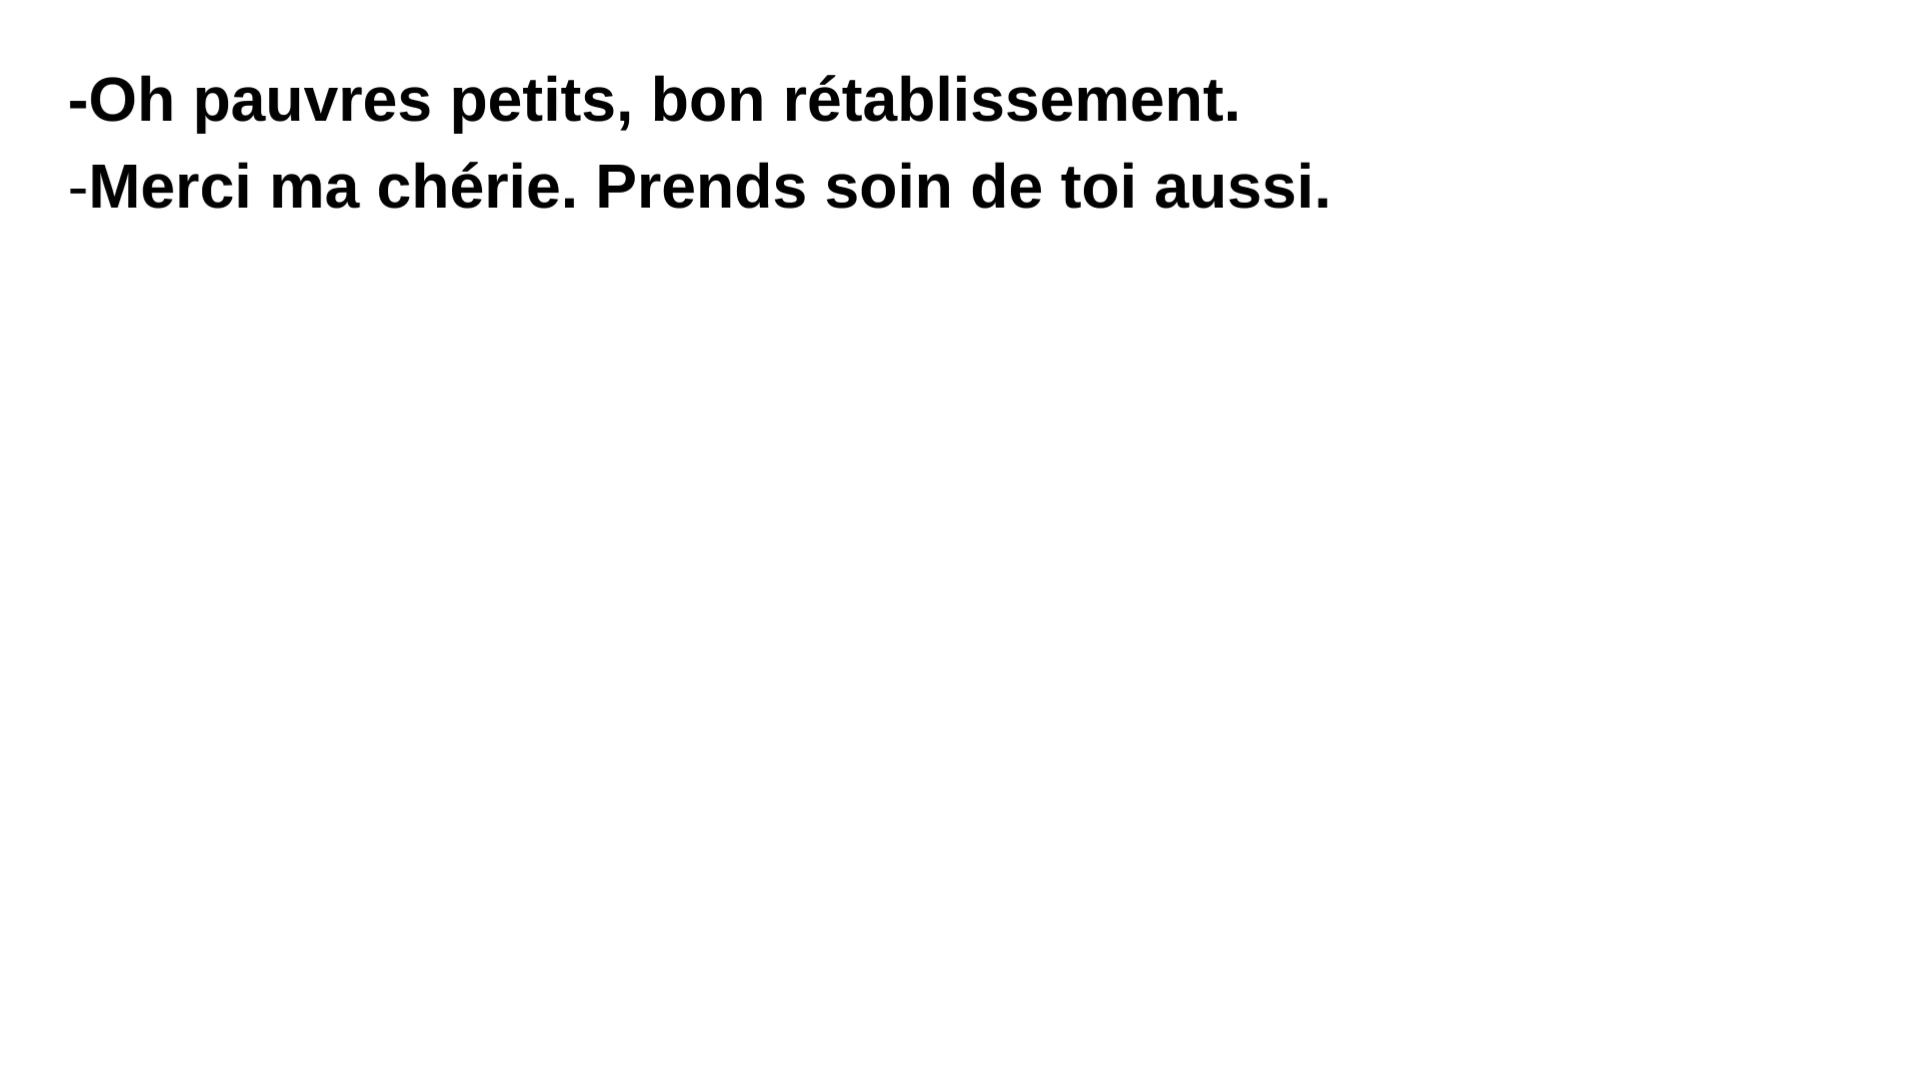 -Oh pauvres petits, bon rétablissement.
-Merci ma chérie. Prends soin de toi aussi.